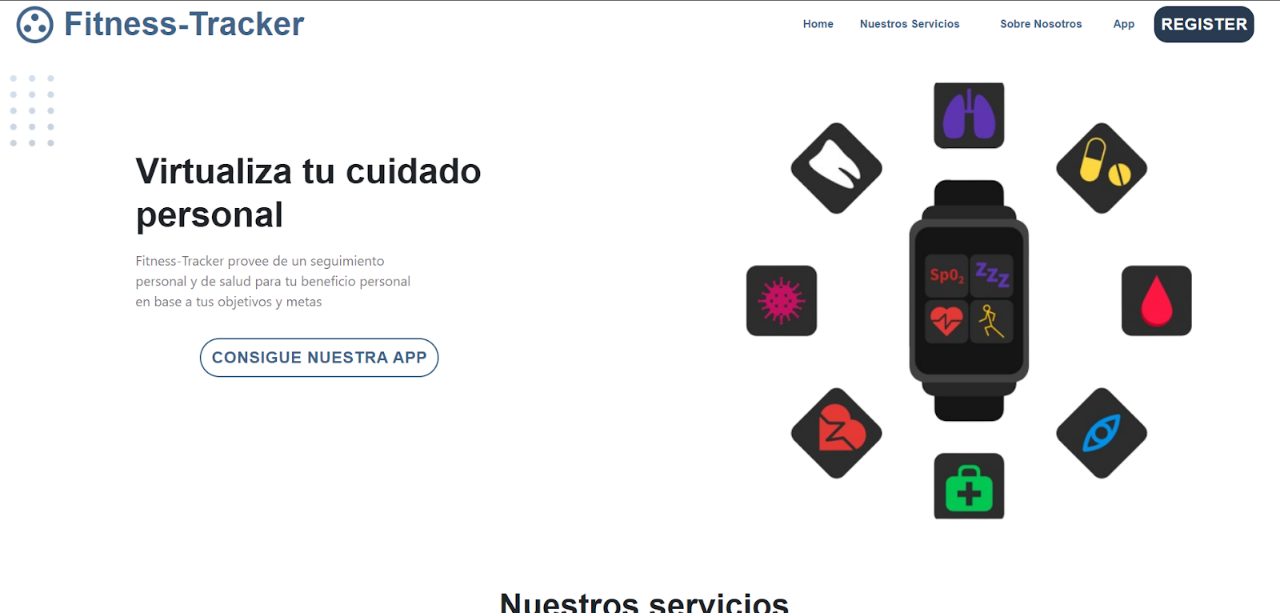 Fitness-Tracker
Home
Nuestros Servicios
Sobre Nosotros
App
REGISTER
Virtualiza tu cuidado
personal
Fitness-Tracker provee de un seguimiento
personal y de salud para tu beneficio personal
en base a tus objetivos y metas
CONSIGUE NUESTRA APP
SpO₂
ZZZ
Nuestros servicios